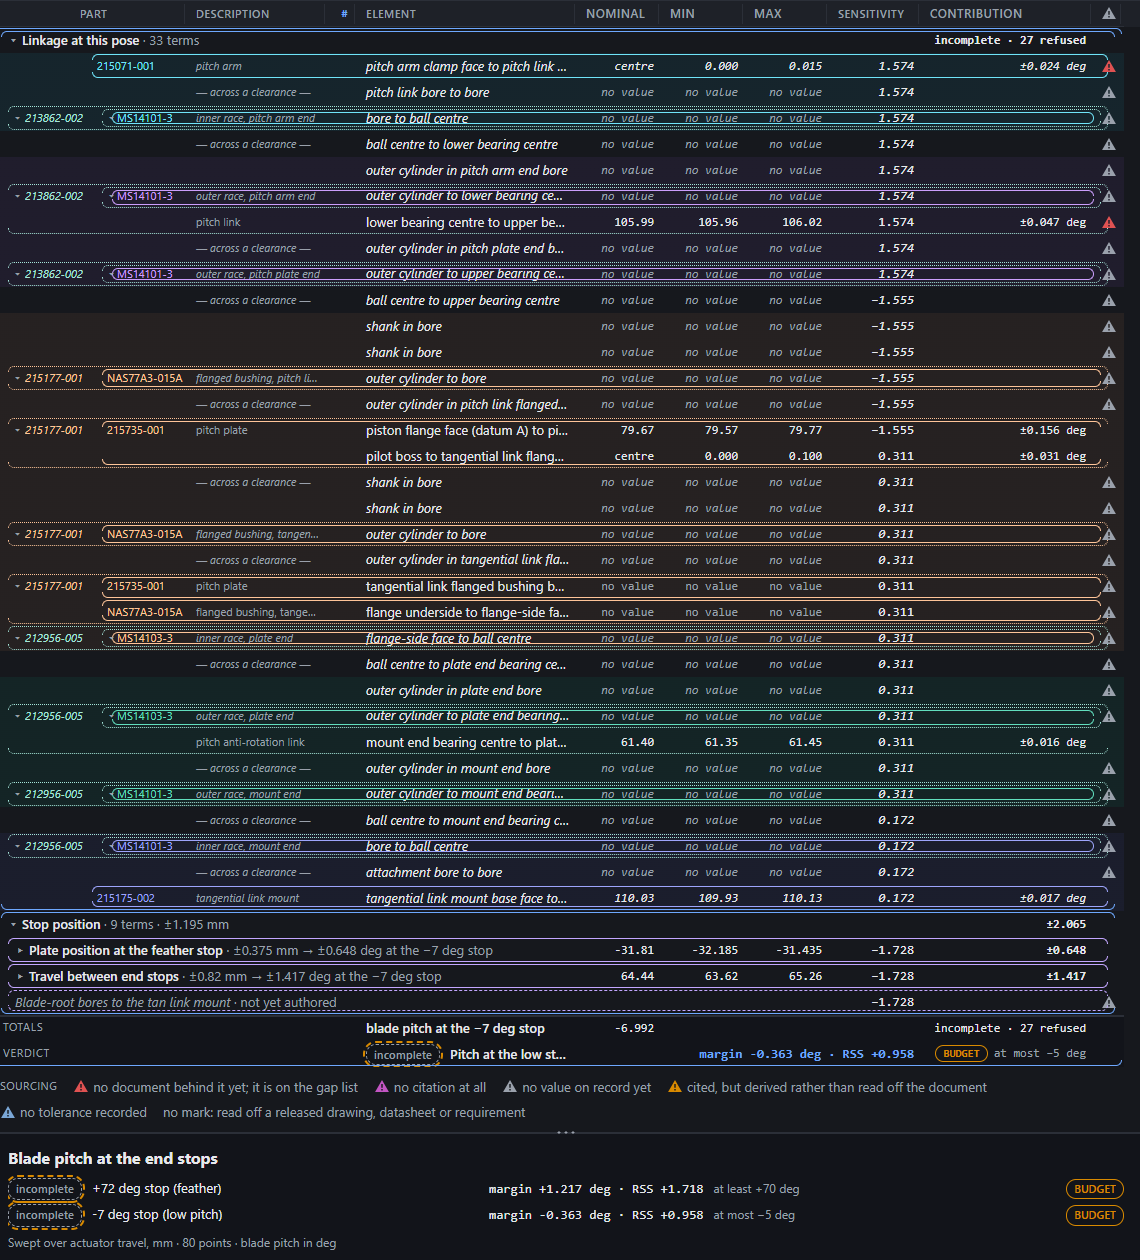 PART DESCRIPTION # ELEMENT NOMINAL MIN MAX SENSITIVITY CONTRIBUTION
Linkage at this pose · 33 terms incomplete · 27 refused
215071-001 pitch arm pitch arm clamp face to pitch link ... centre 0.000 0.015 1.574 ±0.024 deg
— across a clearance — pitch link bore to bore no value no value no value 1.574
213862-002 MS14101-3 inner race, pitch arm end bore to ball centre no value no value no value 1.574
— across a clearance — ball centre to lower bearing centre no value no value no value 1.574
outer cylinder in pitch arm end bore no value no value no value 1.574
213862-002 MS14101-3 outer race, pitch arm end outer cylinder to lower bearing ce... no value no value no value 1.574
pitch link lower bearing centre to upper be... 105.99 105.96 106.02 1.574 ±0.047 deg
— across a clearance — outer cylinder in pitch plate end b... no value no value no value 1.574
213862-002 MS14101-3 outer race, pitch plate end outer cylinder to upper bearing ce... no value no value no value 1.574
— across a clearance — ball centre to upper bearing centre no value no value no value −1.555
shank in bore no value no value no value −1.555
shank in bore no value no value no value −1.555
215177-001 NAS77A3-015A flanged bushing, pitch li... outer cylinder to bore no value no value no value −1.555
— across a clearance — outer cylinder in pitch link flanged... no value no value no value −1.555
215177-001 215735-001 pitch plate piston flange face (datum A) to pi... 79.67 79.57 79.77 −1.555 ±0.156 deg
pilot boss to tangential link flang... centre 0.000 0.100 0.311 ±0.031 deg
— across a clearance — shank in bore no value no value no value 0.311
shank in bore no value no value no value 0.311
215177-001 NAS77A3-015A flanged bushing, tangen... outer cylinder to bore no value no value no value 0.311
— across a clearance — outer cylinder in tangential link fla... no value no value no value 0.311
215177-001 215735-001 pitch plate tangential link flanged bushing b... no value no value no value 0.311
NAS77A3-015A flanged bushing, tange... flange underside to flange-side fa... no value no value no value 0.311
212956-005 MS14103-3 inner race, plate end flange-side face to ball centre no value no value no value 0.311
— across a clearance — ball centre to plate end bearing ce... no value no value no value 0.311
outer cylinder in plate end bore no value no value no value 0.311
212956-005 MS14103-3 outer race, plate end outer cylinder to plate end bearing... no value no value no value 0.311
pitch anti-rotation link mount end bearing centre to plat... 61.40 61.35 61.45 0.311 ±0.016 deg
— across a clearance — outer cylinder in mount end bore no value no value no value 0.311
212956-005 MS14101-3 outer race, mount end outer cylinder to mount end beari... no value no value no value 0.311
— across a clearance — ball centre to mount end bearing c... no value no value no value 0.172
212956-005 MS14101-3 inner race, mount end bore to ball centre no value no value no value 0.172
— across a clearance — attachment bore to bore no value no value no value 0.172
215175-002 tangential link mount tangential link mount base face to... 110.03 109.93 110.13 0.172 ±0.017 deg
Stop position · 9 terms · ±1.195 mm ±2.065
Plate position at the feather stop · ±0.375 mm → ±0.648 deg at the −7 deg stop -31.81 -32.185 -31.435 −1.728 ±0.648
Travel between end stops · ±0.82 mm → ±1.417 deg at the −7 deg stop 64.44 63.62 65.26 −1.728 ±1.417
Blade-root bores to the tan link mount · not yet authored −1.728
TOTALS blade pitch at the −7 deg stop -6.992 incomplete · 27 refused
VERDICT incomplete Pitch at the low st... margin -0.363 deg · RSS +0.958 BUDGET at most −5 deg
SOURCING no document behind it yet; it is on the gap list no citation at all no value on record yet cited, but derived rather than read off the document
no tolerance recorded no mark: read off a released drawing, datasheet or requirement
Blade pitch at the end stops
incomplete +72 deg stop (feather) margin +1.217 deg · RSS +1.718 at least +70 deg BUDGET
incomplete -7 deg stop (low pitch) margin -0.363 deg · RSS +0.958 at most −5 deg BUDGET
Swept over actuator travel, mm · 80 points · blade pitch in deg